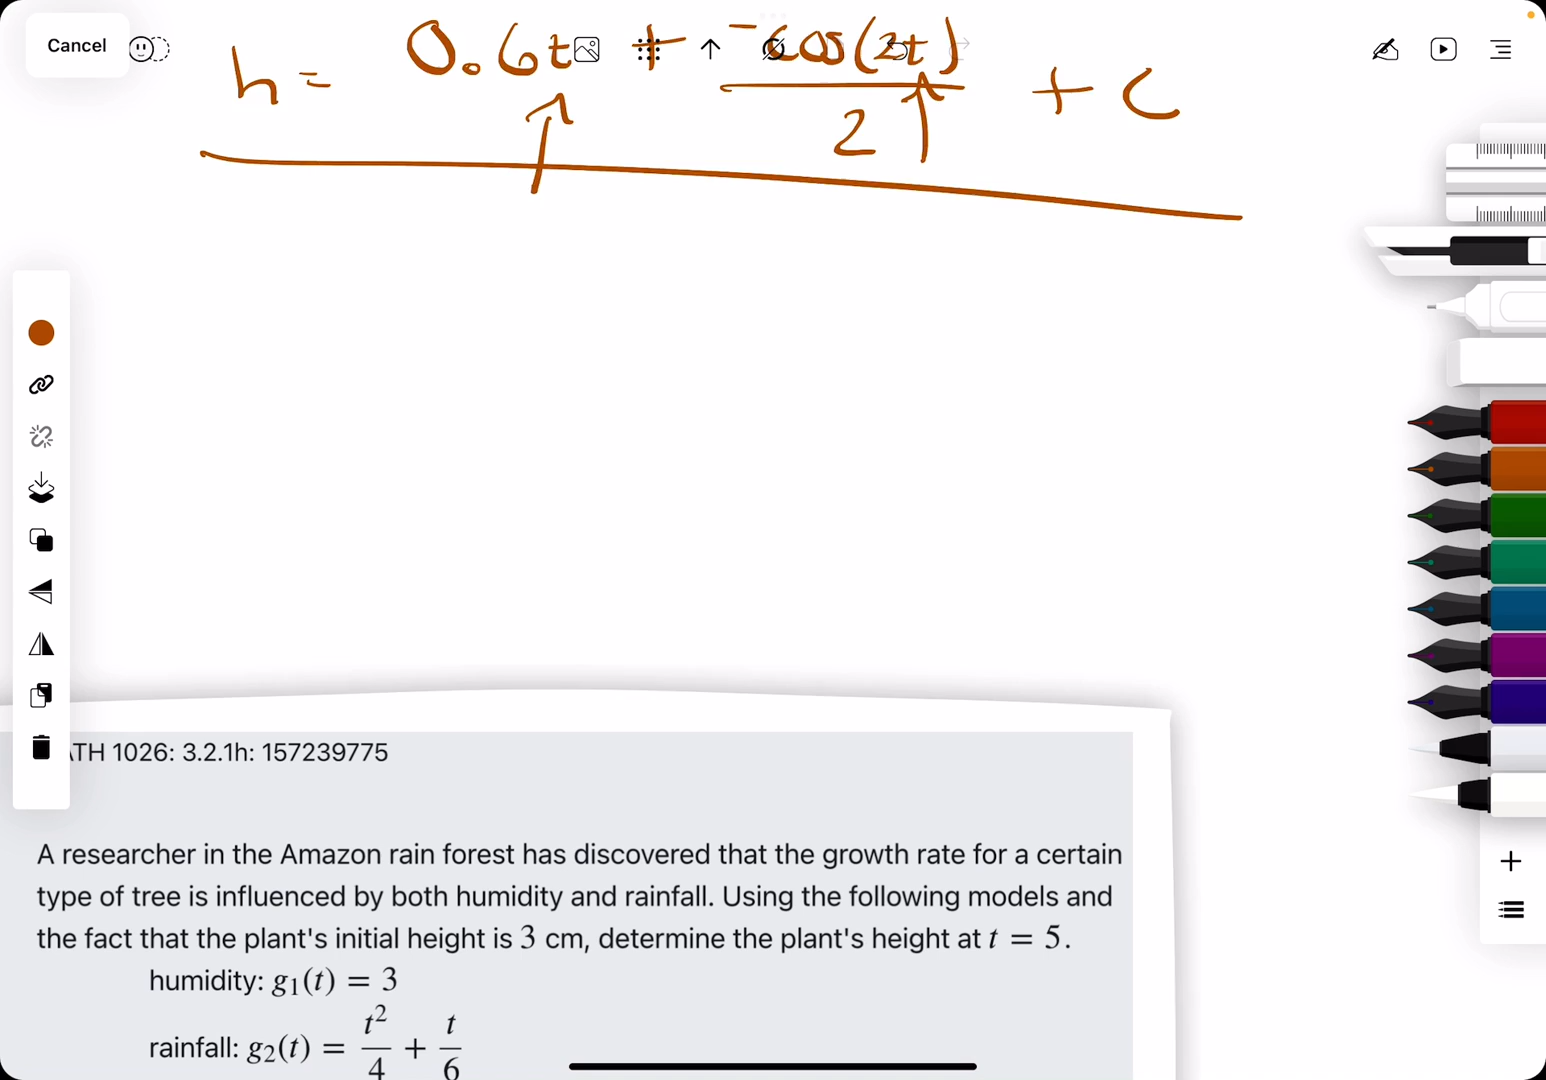 Cancel
h = 0.6t + -cos(2t)/2 + c
ATH 1026: 3.2.1h: 157239775
A researcher in the Amazon rain forest has discovered that the growth rate for a certain
type of tree is influenced by both humidity and rainfall. Using the following models and
the fact that the plant's initial height is 3 cm, determine the plant's height at t = 5.
humidity: g₁(t) = 3
rainfall: g₂(t) = t²/4 + t/6